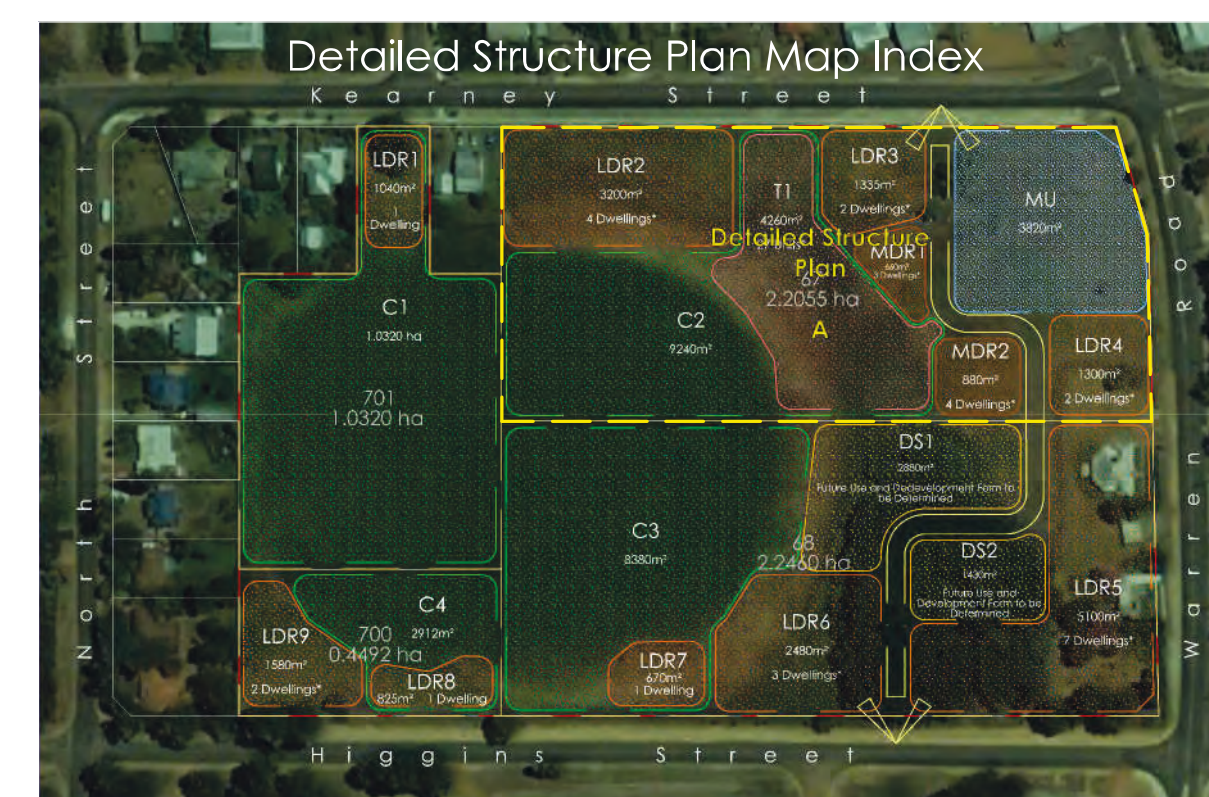 Detailed Structure Plan Map Index
Kearney Street
LDR1
1040m²
1
Dwelling
LDR2
3200m²
4 Dwellings*
T1
4260m²
LDR3
1335m²
2 Dwellings*
MU
3820m²
Detailed Structure
Plan
A
67
2.2055 ha
MDR1
660m²
3 Dwellings*
C1
1.0320 ha
701
1.0320 ha
C2
9240m²
MDR2
880m²
4 Dwellings*
LDR4
1300m²
2 Dwellings*
DS1
2880m²
Future Use and Dedevelopment Form to
be Determined
C3
8380m²
68
2.2460 ha
DS2
1430m²
Future Use and
Development Form to be
Determined
LDR5
5100m²
7 Dwellings*
C4
2912m²
700
0.4492 ha
LDR9
1580m²
2 Dwellings*
LDR8
825m² 1 Dwelling
LDR7
670m²
1 Dwelling
LDR6
2480m²
3 Dwellings*
North Street
Warren Road
Higgins Street